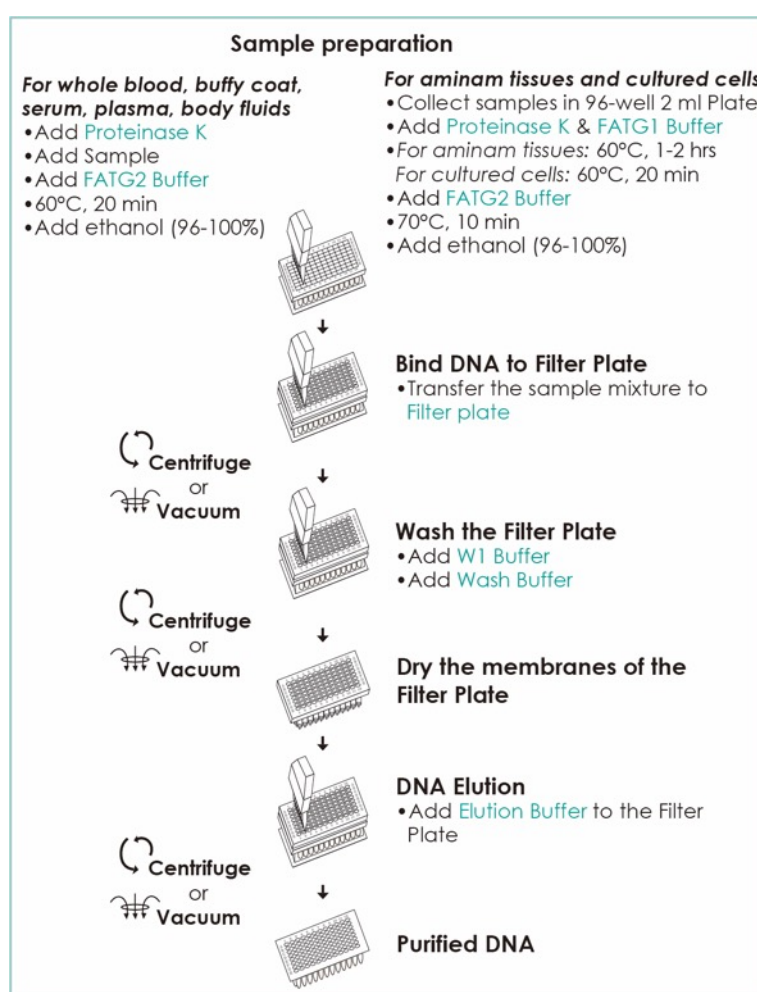 Sample preparation
For whole blood, buffy coat,
serum, plasma, body fluids
•Add Proteinase K
•Add Sample
•Add FATG2 Buffer
•60°C, 20 min
•Add ethanol (96-100%)
For aminam tissues and cultured cells
•Collect samples in 96-well 2 ml Plate
•Add Proteinase K & FATG1 Buffer
•For aminam tissues: 60°C, 1-2 hrs
For cultured cells: 60°C, 20 min
•Add FATG2 Buffer
•70°C, 10 min
•Add ethanol (96-100%)
Bind DNA to Filter Plate
•Transfer the sample mixture to
Filter plate
Centrifuge
or
Vacuum
Wash the Filter Plate
•Add W1 Buffer
•Add Wash Buffer
Centrifuge
or
Vacuum
Dry the membranes of the
Filter Plate
DNA Elution
•Add Elution Buffer to the Filter
Plate
Centrifuge
or
Vacuum
Purified DNA